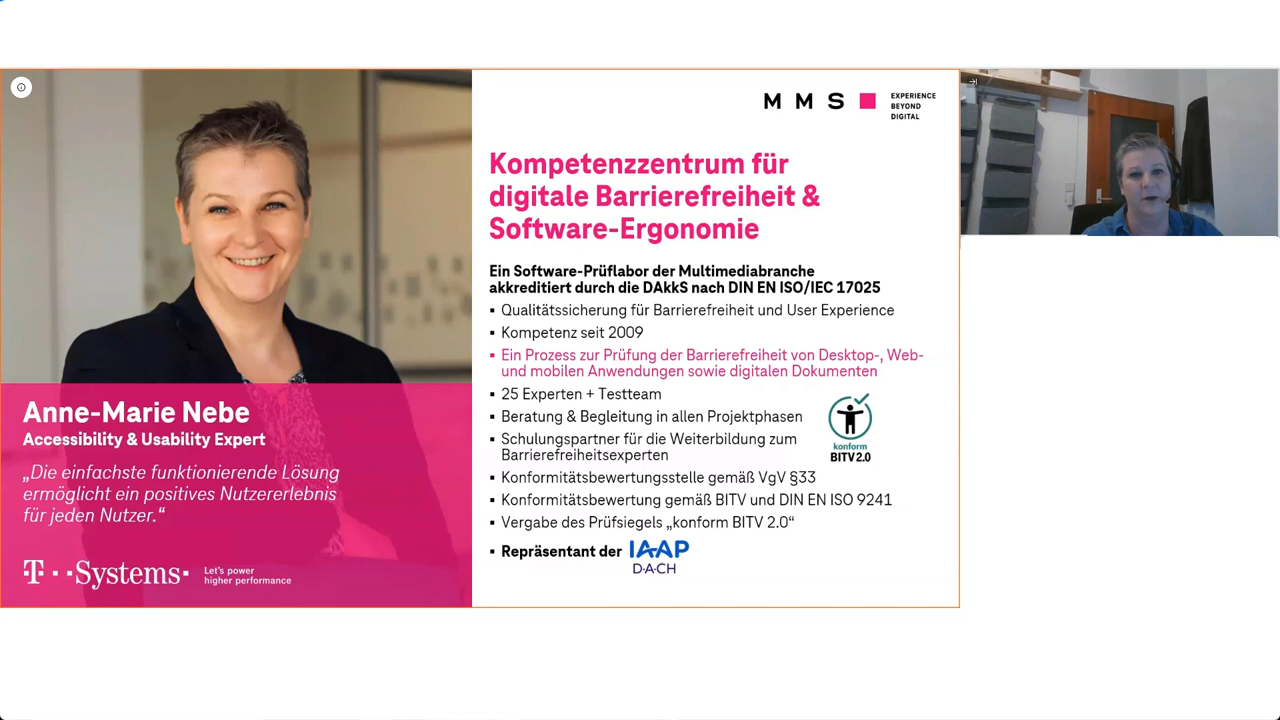 M M S
EXPERIENCE
BEYOND
DIGITAL
Kompetenzzentrum für
digitale Barrierefreiheit &
Software-Ergonomie
Ein Software-Prüflabor der Multimediabranche
akkreditiert durch die DAkkS nach DIN EN ISO/IEC 17025
▪ Qualitätssicherung für Barrierefreiheit und User Experience
▪ Kompetenz seit 2009
▪ Ein Prozess zur Prüfung der Barrierefreiheit von Desktop-, Web-
und mobilen Anwendungen sowie digitalen Dokumenten
▪ 25 Experten + Testteam
▪ Beratung & Begleitung in allen Projektphasen
▪ Schulungspartner für die Weiterbildung zum
Barrierefreiheitsexperten
konform
BITV 2.0
▪ Konformitätsbewertungsstelle gemäß VgV §33
▪ Konformitätsbewertung gemäß BITV und DIN EN ISO 9241
▪ Vergabe des Prüfsiegels „konform BITV 2.0“
▪ Repräsentant der IAAP
D·A·CH
Anne-Marie Nebe
Accessibility & Usability Expert
„Die einfachste funktionierende Lösung
ermöglicht ein positives Nutzererlebnis
für jeden Nutzer.“
T··Systems·
Let's power
higher performance